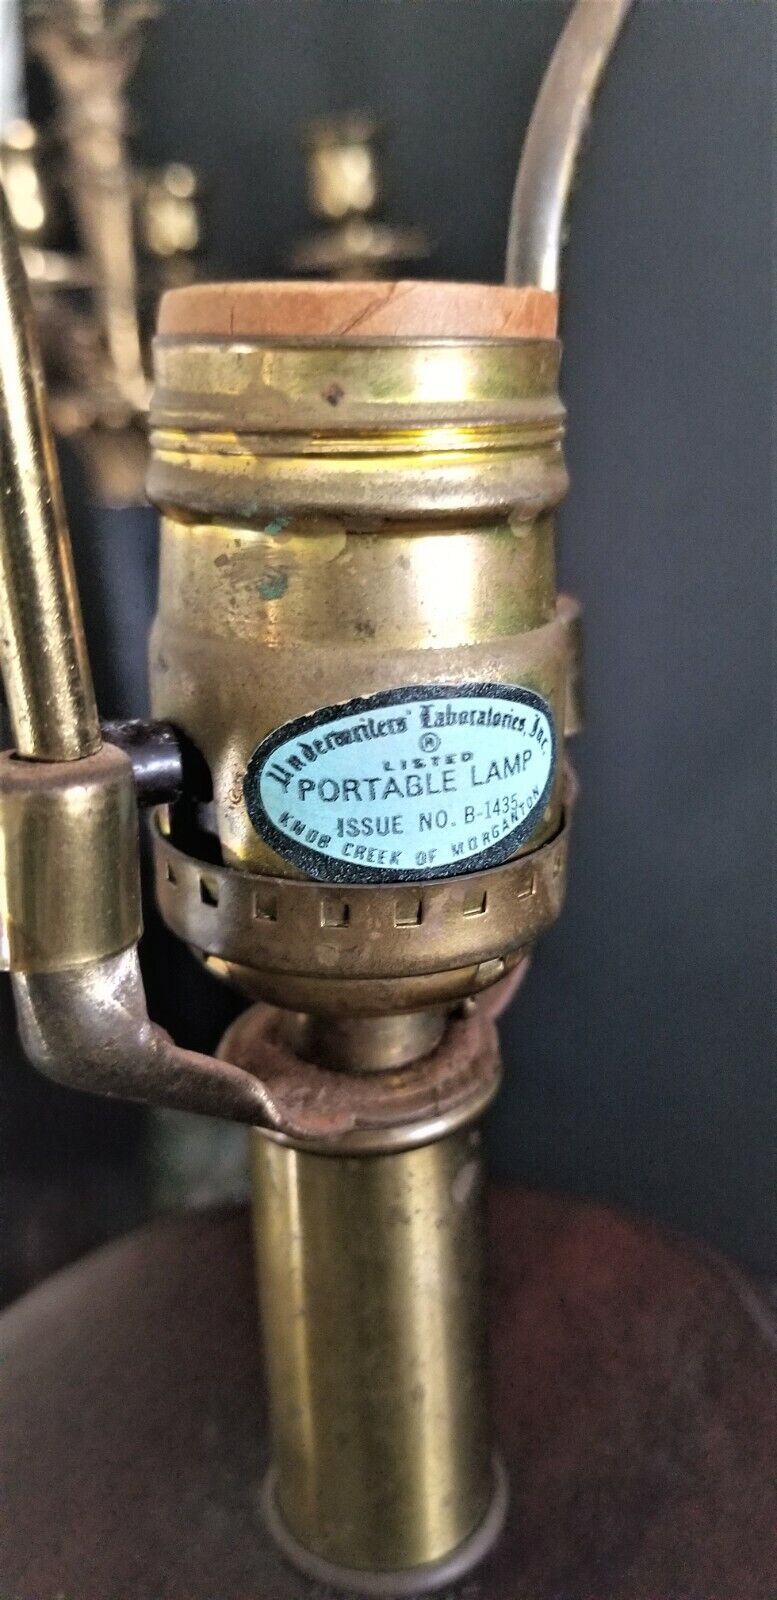 Underwriters' Laboratories, Inc.
®
LISTED
PORTABLE LAMP
ISSUE NO. B-1435
KNOB CREEK OF MORGANTON